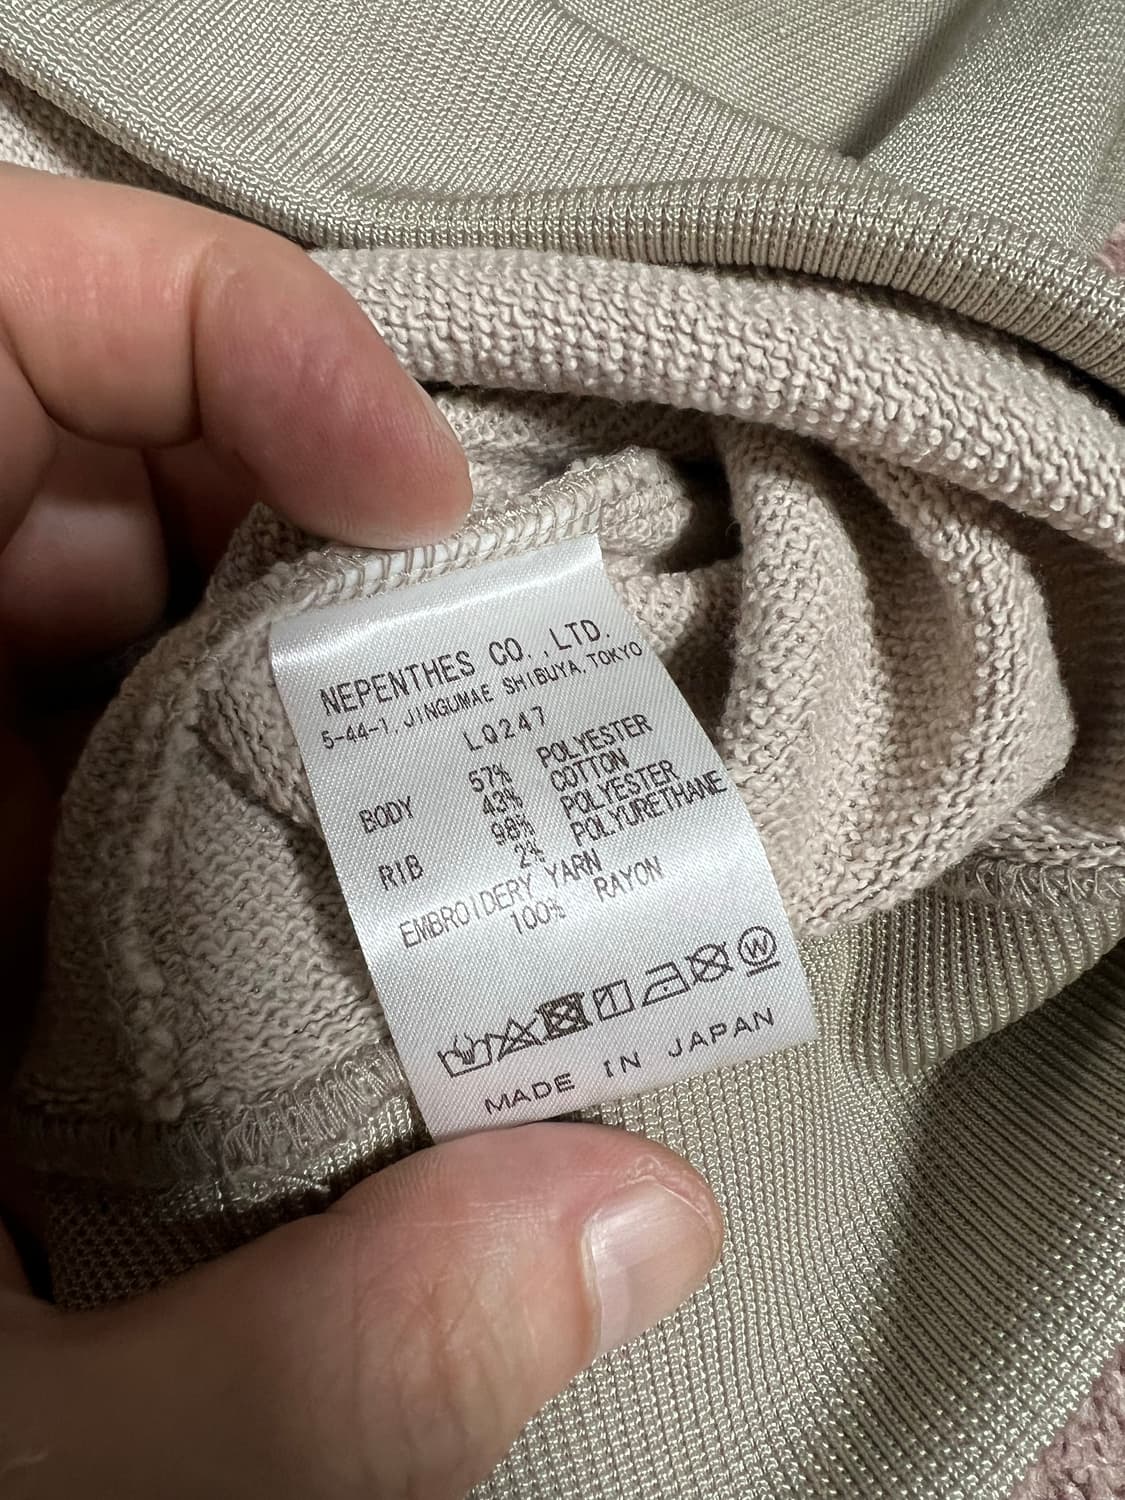 NEPENTHES CO.,LTD.
5-44-1, JINGUMAE SHIBUYA, TOKYO
LQ247
BODY 57% POLYESTER
43% COTTON
RIB 98% POLYESTER
2% POLYURETHANE
EMBROIDERY YARN
100% RAYON
W
MADE IN JAPAN